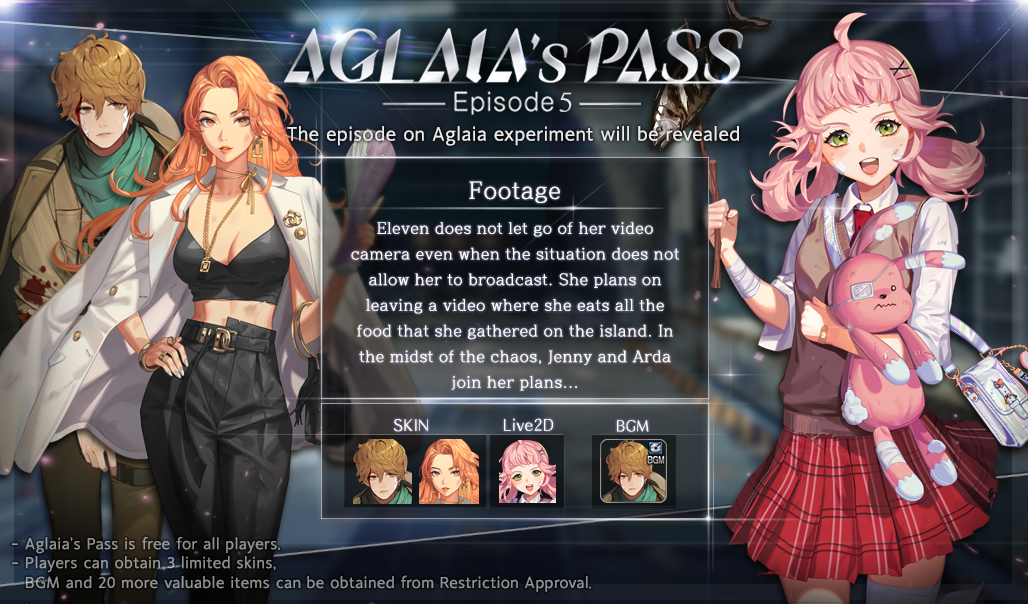 AGLAIA's PASS
Episode 5
The episode on Aglaia experiment will be revealed
Footage
Eleven does not let go of her video
camera even when the situation does not
allow her to broadcast. She plans on
leaving a video where she eats all the
food that she gathered on the island. In
the midst of the chaos, Jenny and Arda
join her plans...
SKIN Live2D BGM
BGM
- Aglaia's Pass is free for all players.
- Players can obtain 3 limited skins,
BGM and 20 more valuable items can be obtained from Restriction Approval.